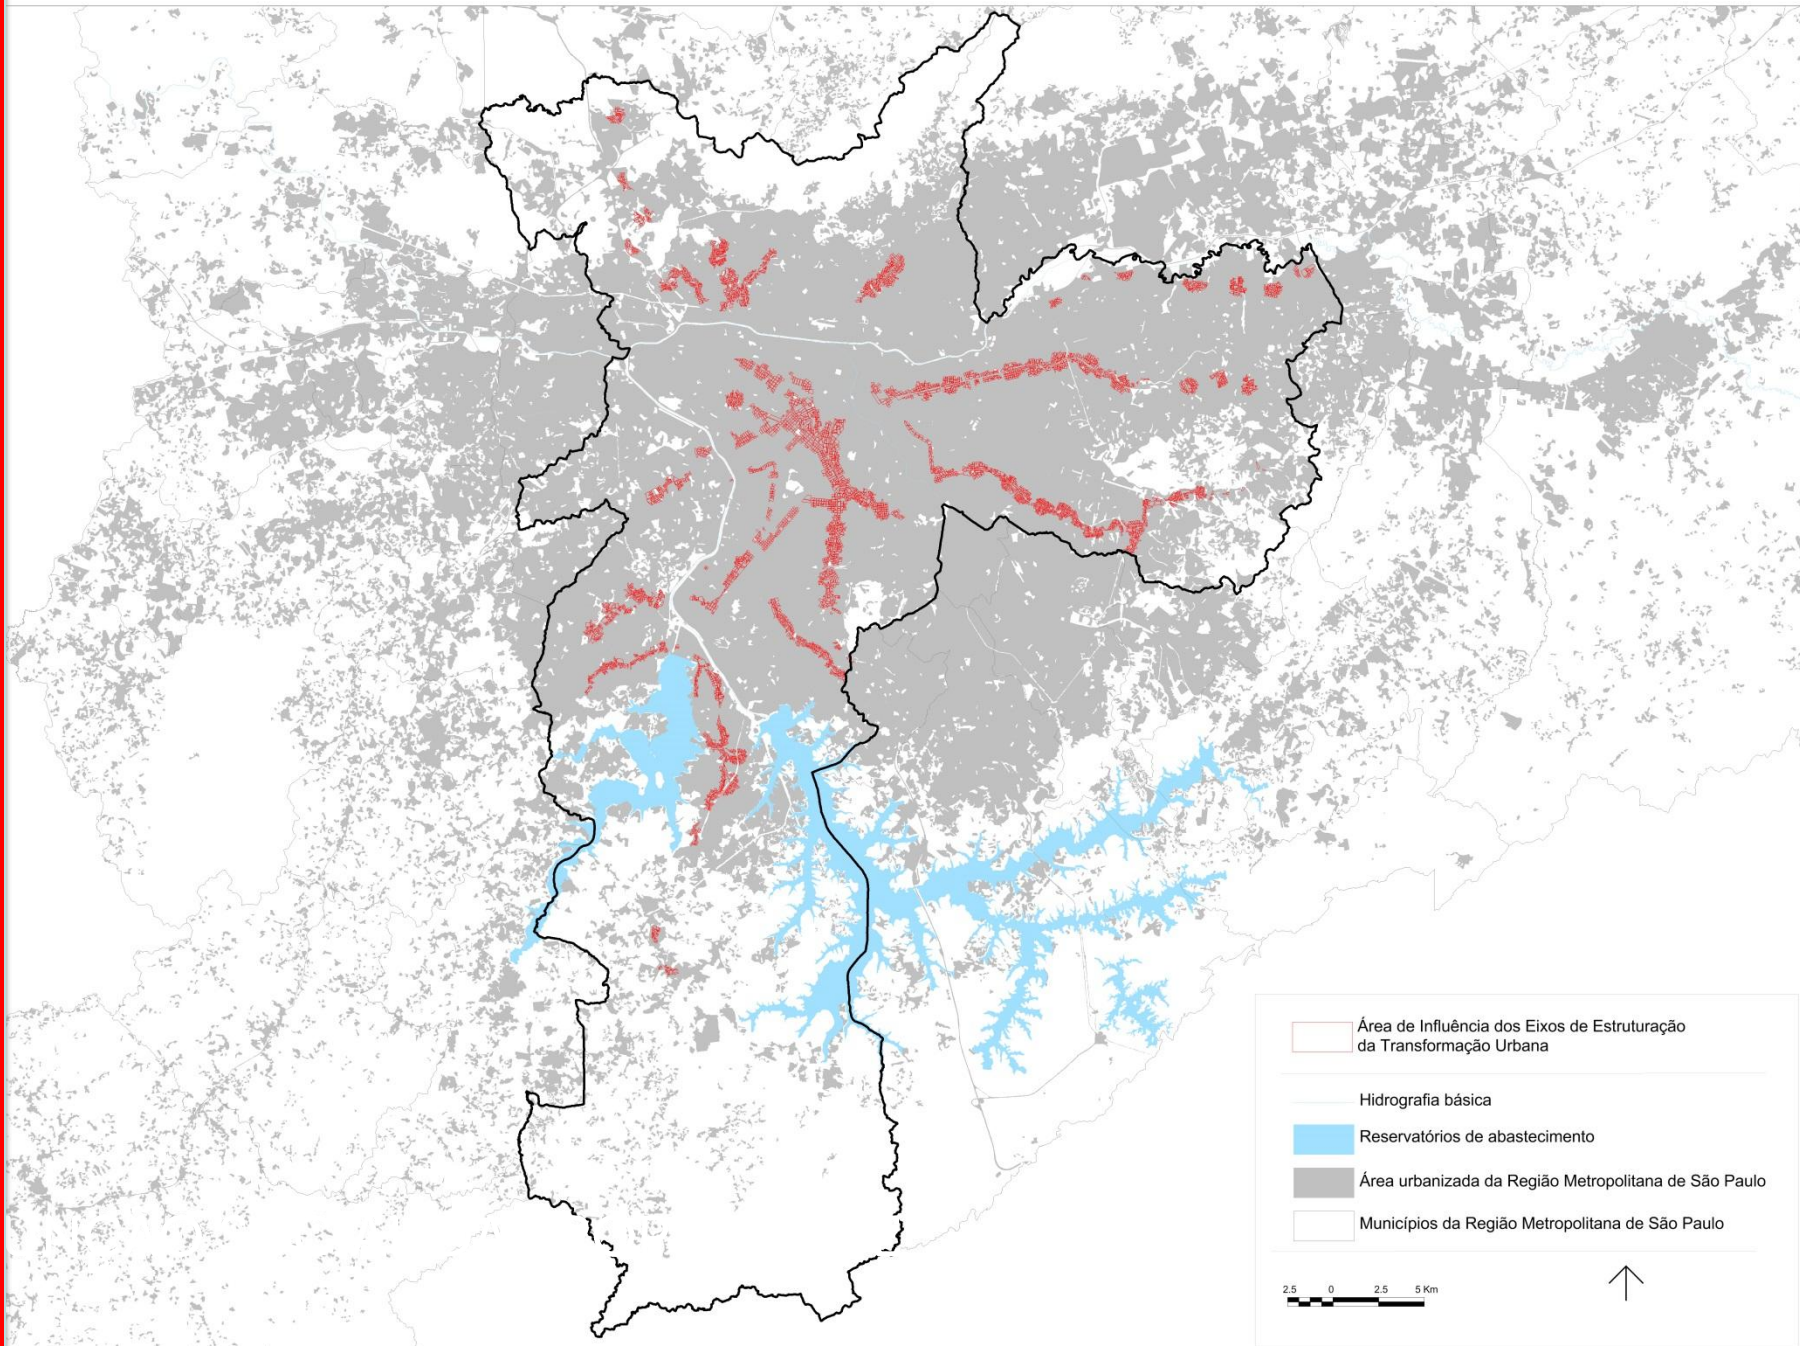 Área de Influência dos Eixos de Estruturação
da Transformação Urbana
Hidrografia básica
Reservatórios de abastecimento
Área urbanizada da Região Metropolitana de São Paulo
Municípios da Região Metropolitana de São Paulo
2.5 0 2.5 5 Km